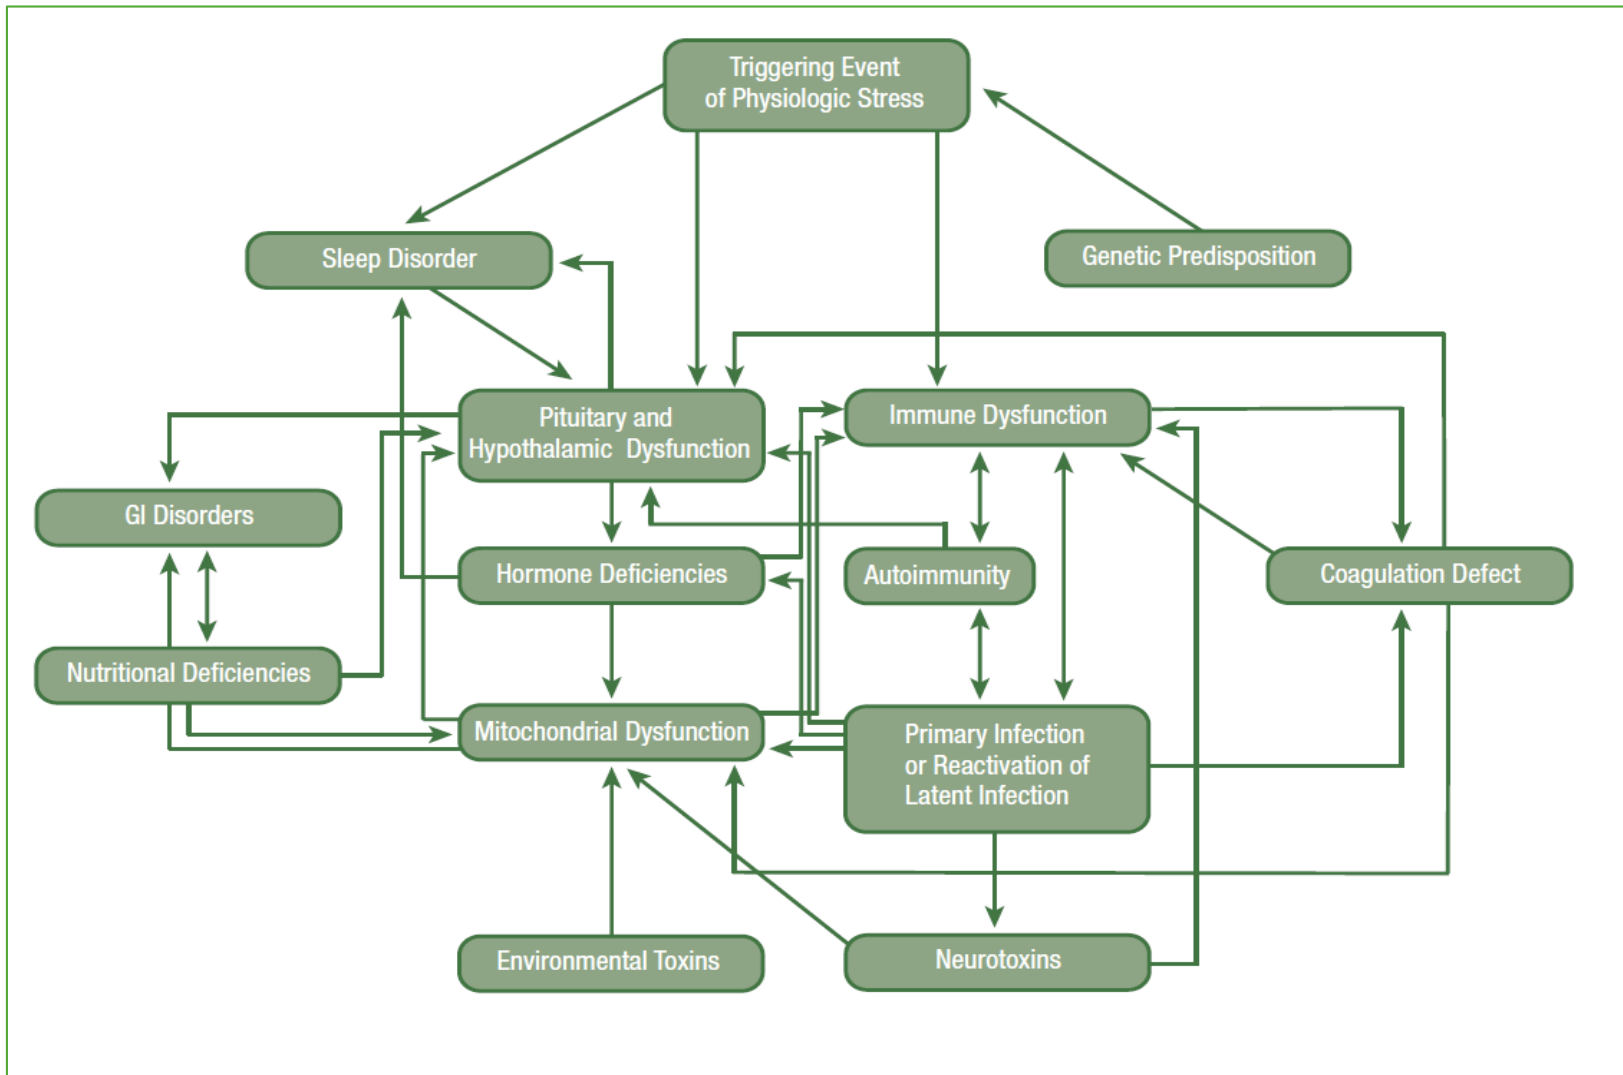 Triggering Event
of Physiologic Stress
Sleep Disorder
Genetic Predisposition
Pituitary and
Hypothalamic Dysfunction
Immune Dysfunction
GI Disorders
Hormone Deficiencies
Autoimmunity
Coagulation Defect
Nutritional Deficiencies
Mitochondrial Dysfunction
Primary Infection
or Reactivation of
Latent Infection
Environmental Toxins
Neurotoxins